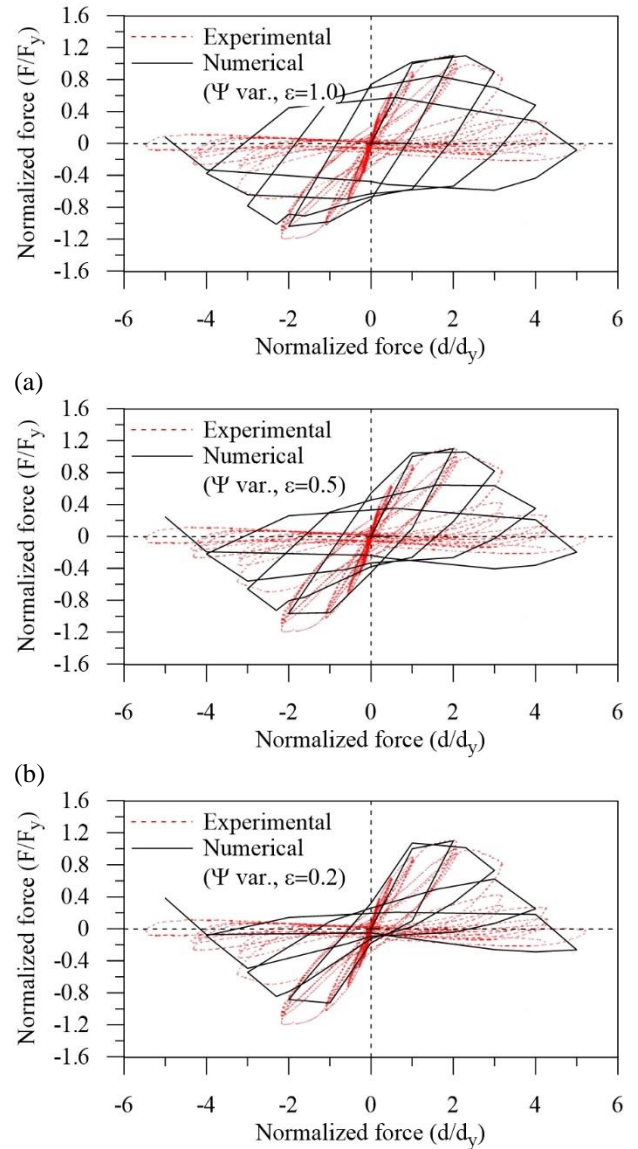 1.6
1.2
0.8
0.4
0
-0.4
-0.8
-1.2
-1.6
Normalized force (F/Fy)
Experimental
Numerical
(Ψ var., ε=1.0)
-6 -4 -2 0 2 4 6
Normalized force (d/dy)
(a)
1.6
1.2
0.8
0.4
0
-0.4
-0.8
-1.2
-1.6
Normalized force (F/Fy)
Experimental
Numerical
(Ψ var., ε=0.5)
-6 -4 -2 0 2 4 6
Normalized force (d/dy)
(b)
1.6
1.2
0.8
0.4
0
-0.4
-0.8
-1.2
-1.6
Normalized force (F/Fy)
Experimental
Numerical
(Ψ var., ε=0.2)
-6 -4 -2 0 2 4 6
Normalized force (d/dy)